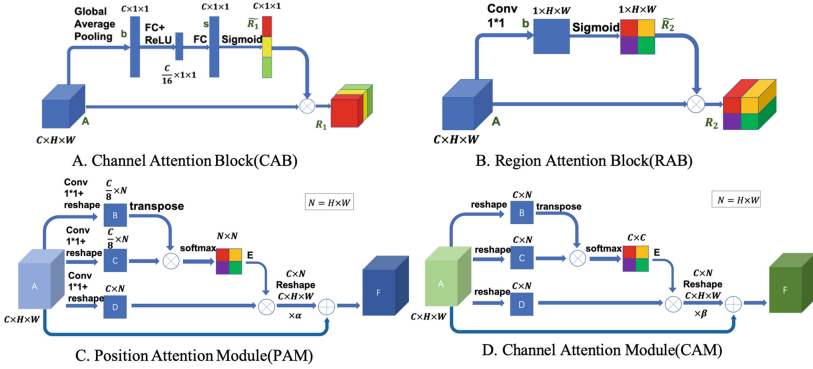 Global
Average
Pooling
C×1×1
b
FC+
ReLU
C/16 ×1×1
FC
C×1×1
s
Sigmoid
C×1×1
R̃₁
C×H×W
A
R₁
A. Channel Attention Block(CAB)
Conv
1*1
b
1×H×W
Sigmoid
1×H×W
R̃₂
C×H×W
A
R₂
B. Region Attention Block(RAB)
Conv
1*1+
reshape
C/8 ×N
B
transpose
N = H×W
Conv
1*1+
reshape
C/8 ×N
C
softmax
N×N
E
Conv
1*1+
reshape
C×N
D
C×N
Reshape
C×H×W
×α
A
C×H×W
F
C. Position Attention Module(PAM)
reshape
C×N
B
transpose
N = H×W
reshape
C×N
C
softmax
C×C
E
reshape
C×N
D
C×N
Reshape
C×H×W
×β
A
C×H×W
F
D. Channel Attention Module(CAM)